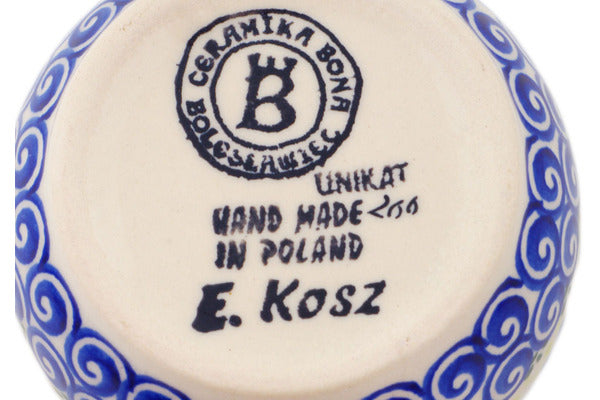 CERAMIKA BONA
BOLESŁAWIEC
B
UNIKAT
HAND MADE
IN POLAND
E. Kosz